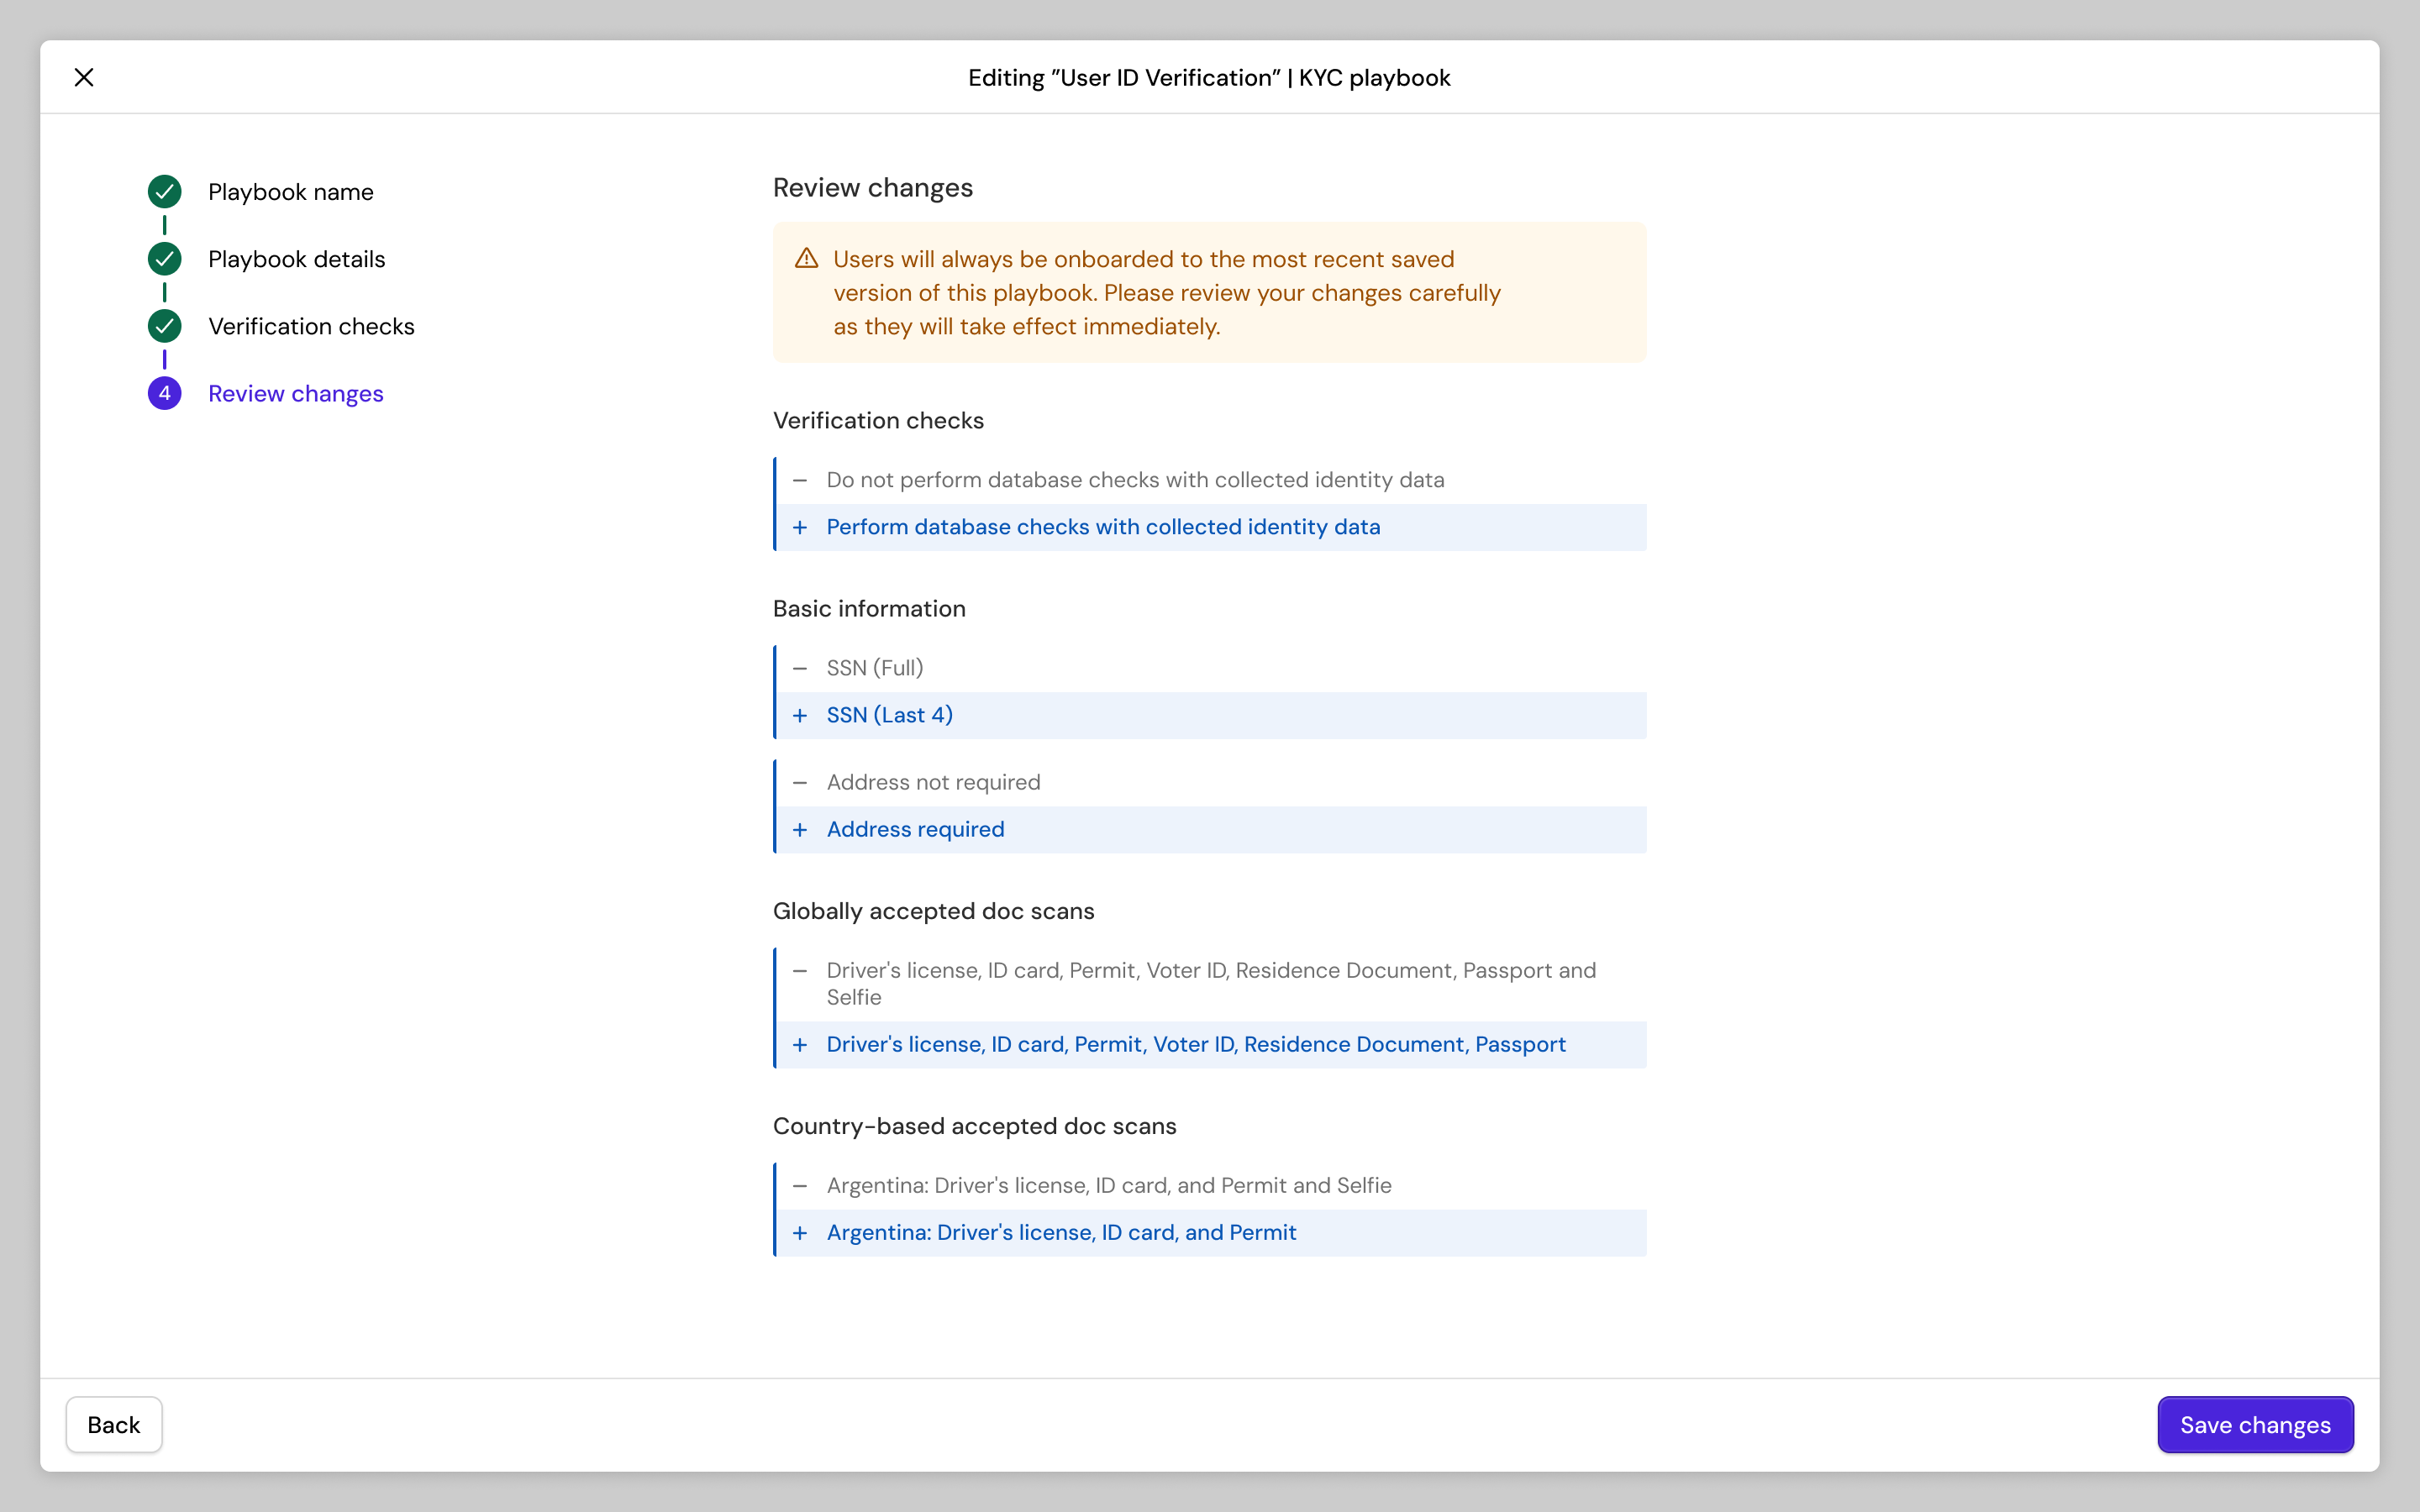 Editing ”User ID Verification” | KYC playbook
Playbook name
Playbook details
Verification checks
4 Review changes
Review changes
Users will always be onboarded to the most recent saved
version of this playbook. Please review your changes carefully
as they will take effect immediately.
Verification checks
– Do not perform database checks with collected identity data
+ Perform database checks with collected identity data
Basic information
– SSN (Full)
+ SSN (Last 4)
– Address not required
+ Address required
Globally accepted doc scans
– Driver's license, ID card, Permit, Voter ID, Residence Document, Passport and
Selfie
+ Driver's license, ID card, Permit, Voter ID, Residence Document, Passport
Country-based accepted doc scans
– Argentina: Driver's license, ID card, and Permit and Selfie
+ Argentina: Driver's license, ID card, and Permit
Back
Save changes